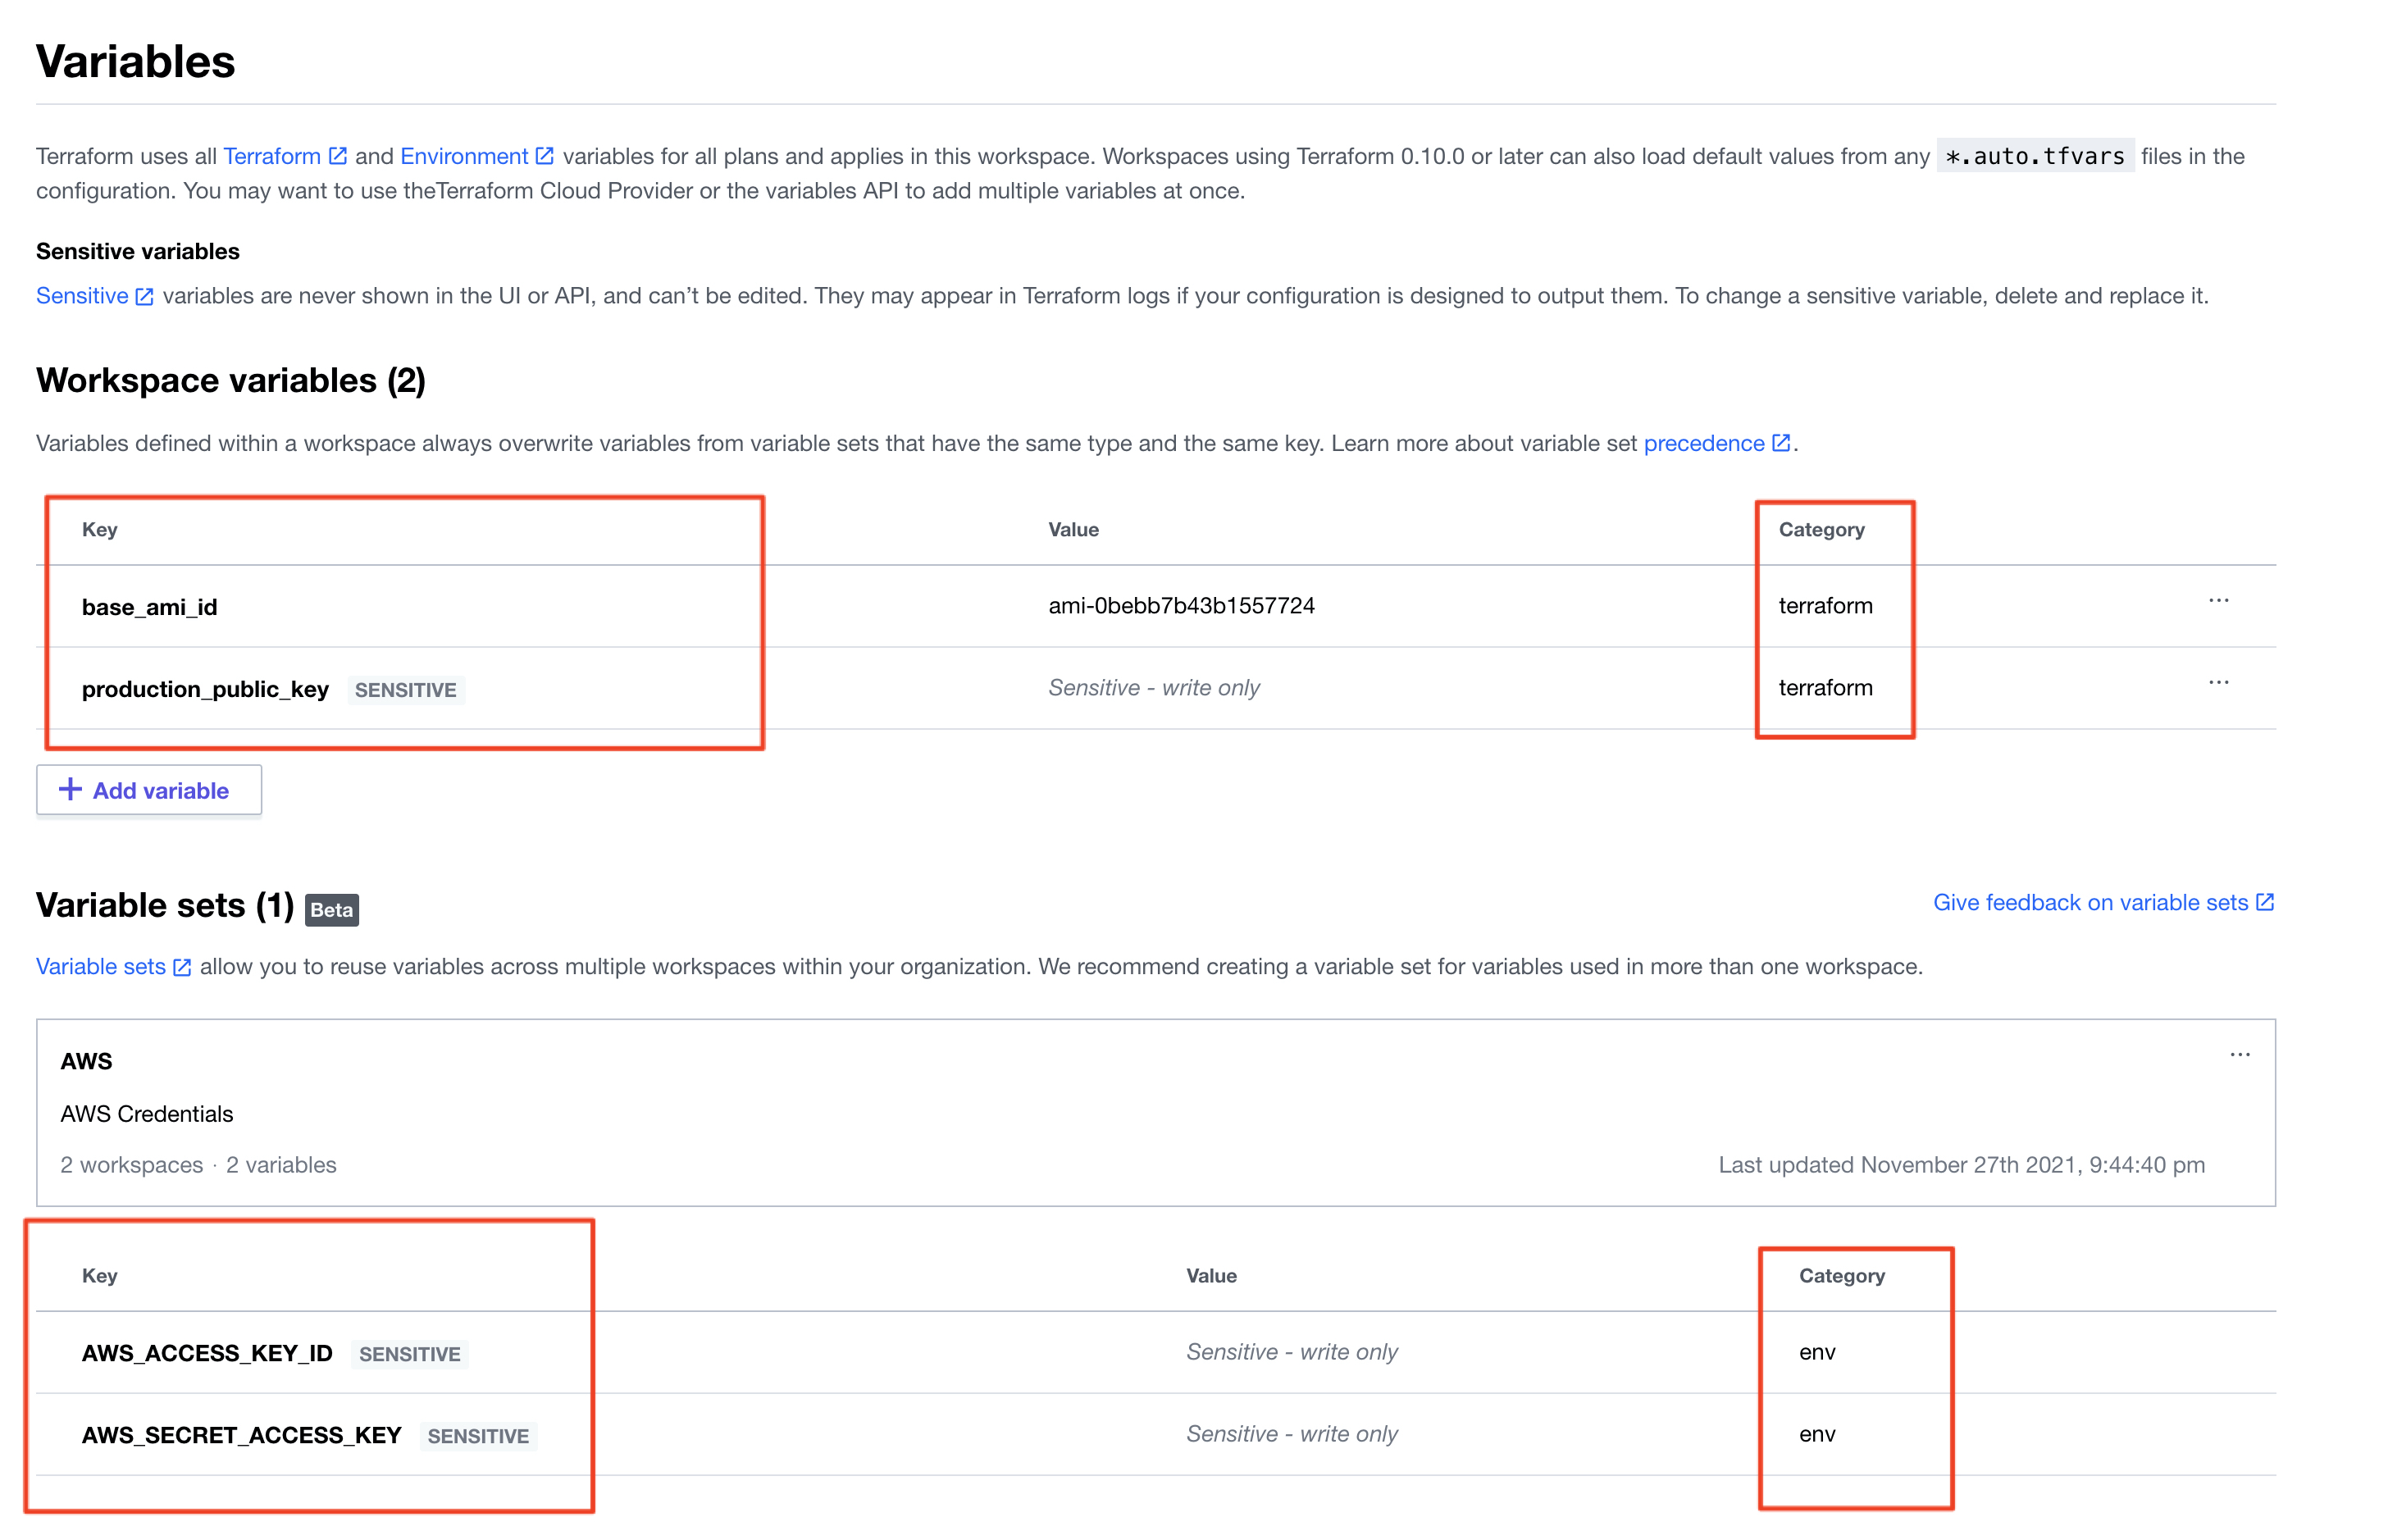 Variables
Terraform uses all Terraform and Environment variables for all plans and applies in this workspace. Workspaces using Terraform 0.10.0 or later can also load default values from any *.auto.tfvars files in the
configuration. You may want to use theTerraform Cloud Provider or the variables API to add multiple variables at once.
Sensitive variables
Sensitive variables are never shown in the UI or API, and can’t be edited. They may appear in Terraform logs if your configuration is designed to output them. To change a sensitive variable, delete and replace it.
Workspace variables (2)
Variables defined within a workspace always overwrite variables from variable sets that have the same type and the same key. Learn more about variable set precedence .
Key Value Category
base_ami_id ami-0bebb7b43b1557724 terraform ...
production_public_key SENSITIVE Sensitive - write only terraform ...
+ Add variable
Variable sets (1) Beta Give feedback on variable sets
Variable sets allow you to reuse variables across multiple workspaces within your organization. We recommend creating a variable set for variables used in more than one workspace.
AWS ...
AWS Credentials
2 workspaces · 2 variables Last updated November 27th 2021, 9:44:40 pm
Key Value Category
AWS_ACCESS_KEY_ID SENSITIVE Sensitive - write only env
AWS_SECRET_ACCESS_KEY SENSITIVE Sensitive - write only env